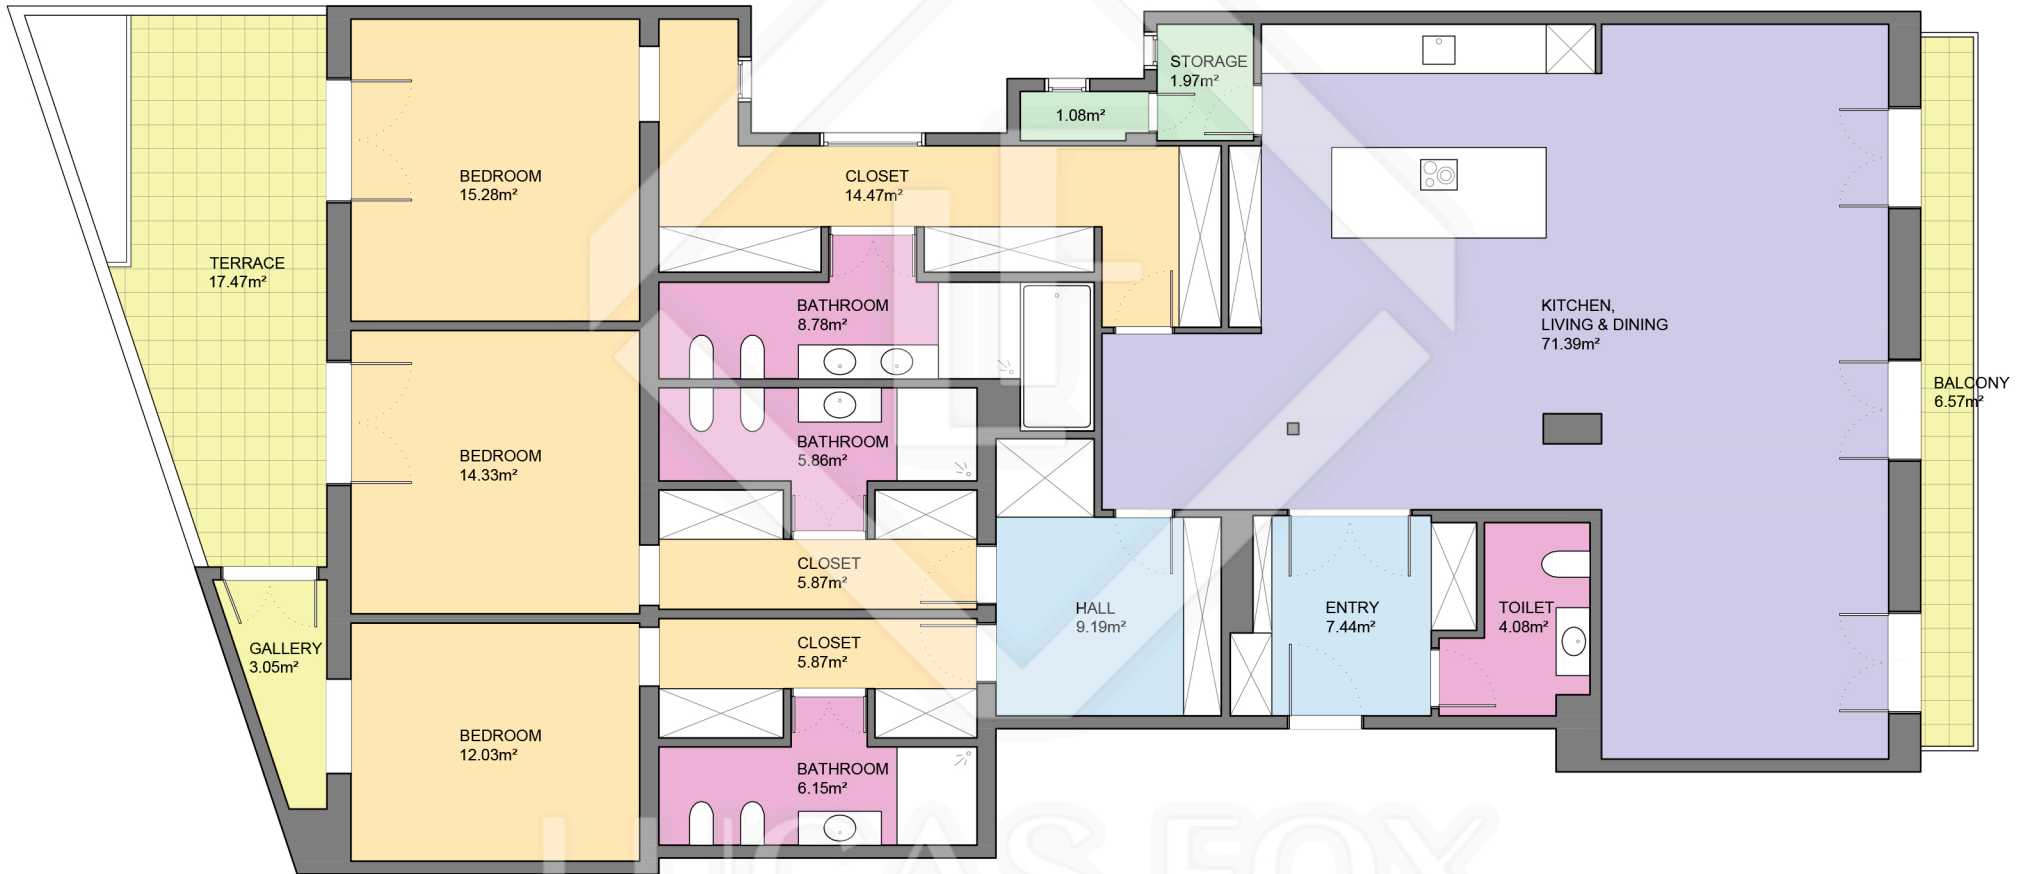 STORAGE
1.97m²
1.08m²
BEDROOM
15.28m²
CLOSET
14.47m²
TERRACE
17.47m²
BATHROOM
8.78m²
KITCHEN,
LIVING & DINING
71.39m²
BALCONY
6.57m²
BEDROOM
14.33m²
BATHROOM
5.86m²
CLOSET
5.87m²
HALL
9.19m²
ENTRY
7.44m²
TOILET
4.08m²
GALLERY
3.05m²
CLOSET
5.87m²
BEDROOM
12.03m²
BATHROOM
6.15m²
LUCAS FOX